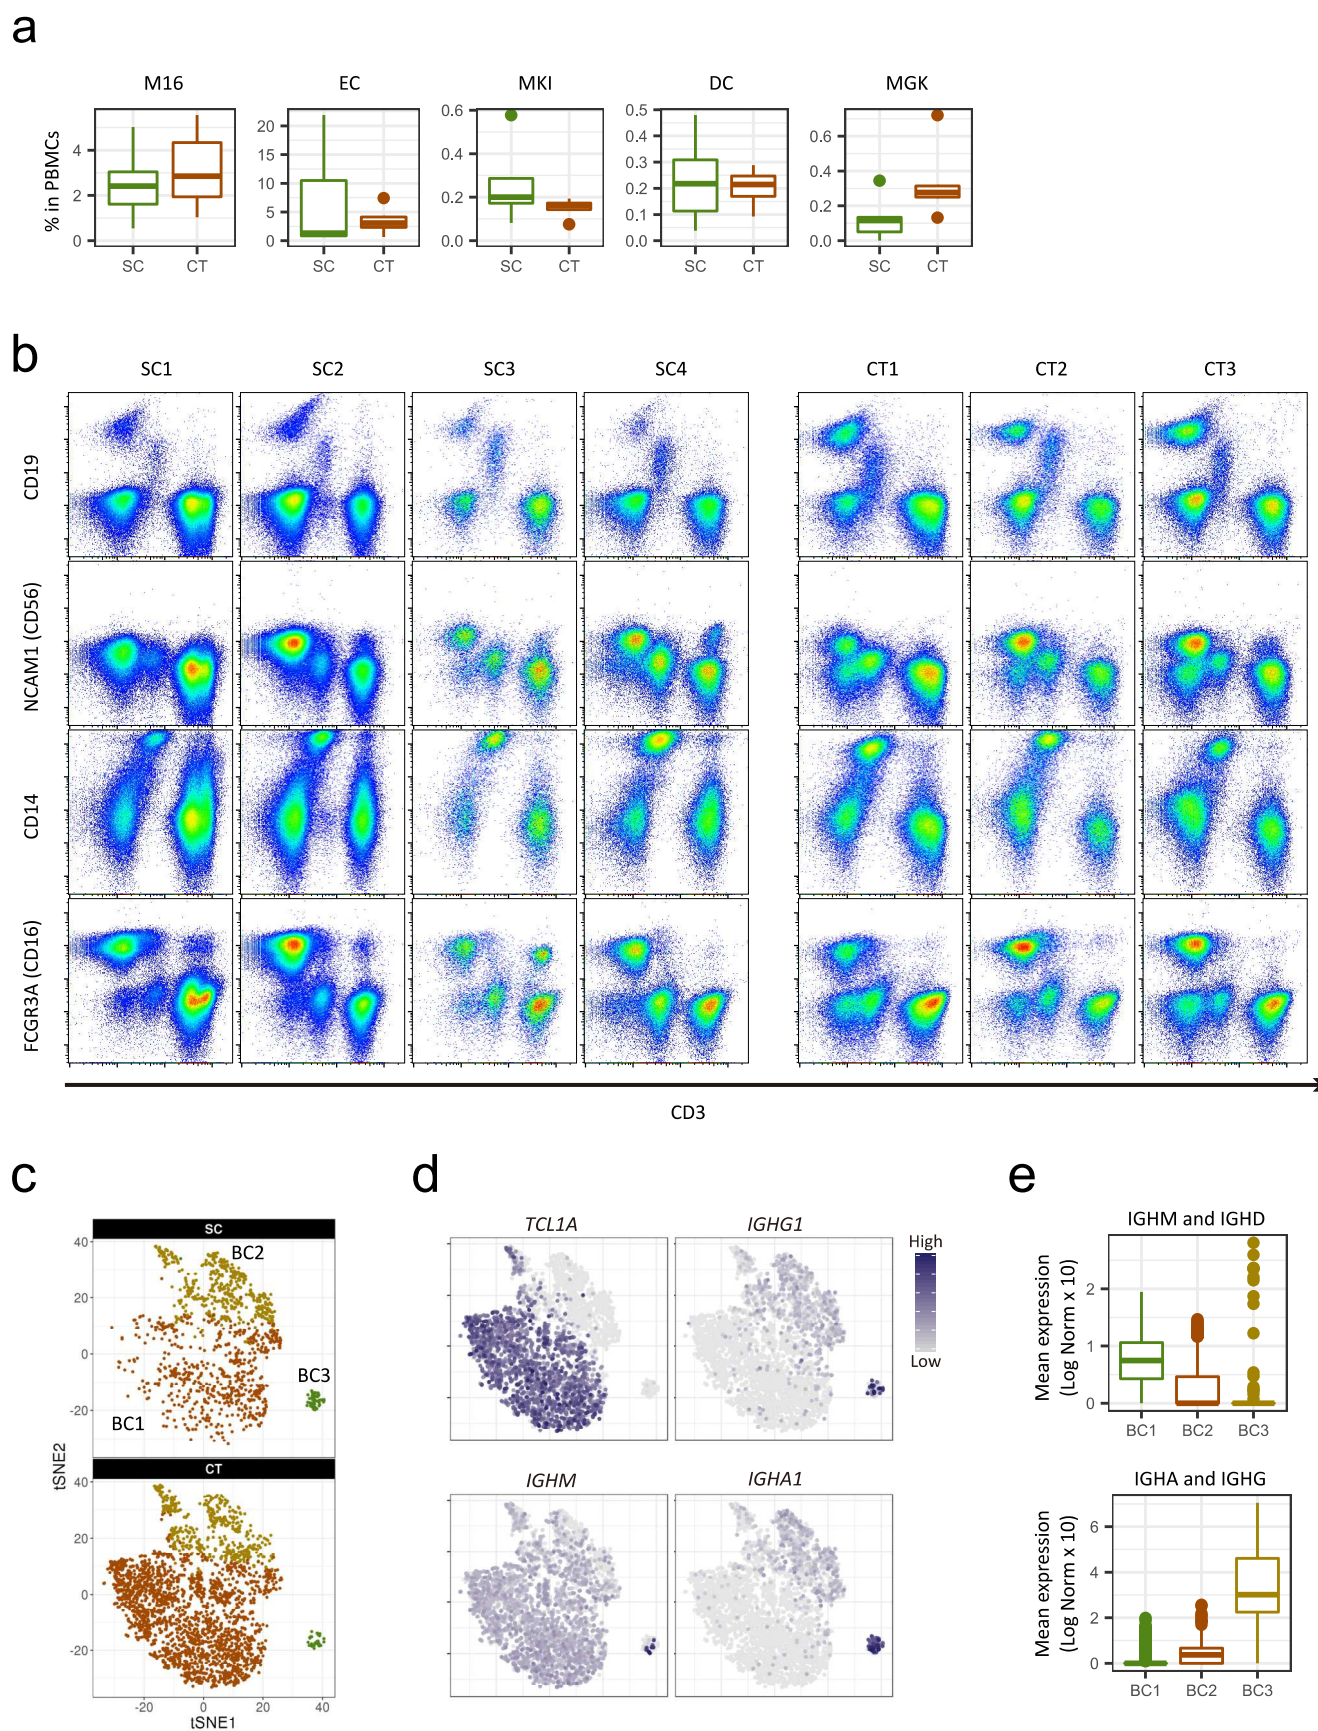 a
M16
EC
MKI
DC
MGK
% in PBMCs
4
2
0
SC CT
20
15
10
5
0
SC CT
0.6
0.4
0.2
0.0
SC CT
0.5
0.4
0.3
0.2
0.1
0.0
SC CT
0.6
0.4
0.2
0.0
SC CT
b
SC1 SC2 SC3 SC4 CT1 CT2 CT3
CD19
NCAM1 (CD56)
CD14
FCGR3A (CD16)
CD3
c
SC
BC2
BC3
BC1
40
20
0
-20
CT
40
20
0
-20
-20 0 20 40
tSNE2
tSNE1
d
TCL1A
IGHG1
High
Low
IGHM
IGHA1
e
IGHM and IGHD
Mean expression
(Log Norm x 10)
2
1
0
BC1 BC2 BC3
IGHA and IGHG
Mean expression
(Log Norm x 10)
6
4
2
0
BC1 BC2 BC3